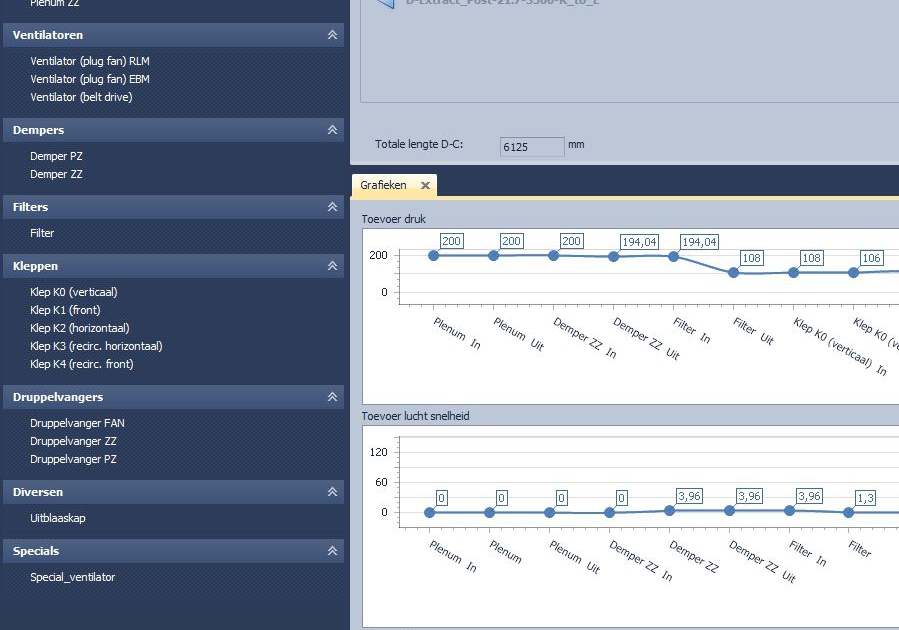 Plenum ZZ
Ventilatoren
Ventilator (plug fan) RLM
Ventilator (plug fan) EBM
Ventilator (belt drive)
Dempers
Demper PZ
Demper ZZ
Filters
Filter
Kleppen
Klep K0 (verticaal)
Klep K1 (front)
Klep K2 (horizontaal)
Klep K3 (recirc. horizontaal)
Klep K4 (recirc. front)
Druppelvangers
Druppelvanger FAN
Druppelvanger ZZ
Druppelvanger PZ
Diversen
Uitblaaskap
Specials
Special_ventilator
Totale lengte D-C: 6125 mm
Grafieken
Toevoer druk
200 200 200 194,04 194,04 108 108 106
200
0
Plenum In
Plenum Uit
Demper ZZ In
Demper ZZ Uit
Filter In
Filter Uit
Klep K0 (verticaal) In
Klep K0
Toevoer lucht snelheid
120
60
0
0 0 0 0 3,96 3,96 3,96 1,3
Plenum In
Plenum
Plenum Uit
Demper ZZ In
Demper ZZ
Demper ZZ Uit
Filter In
Filter